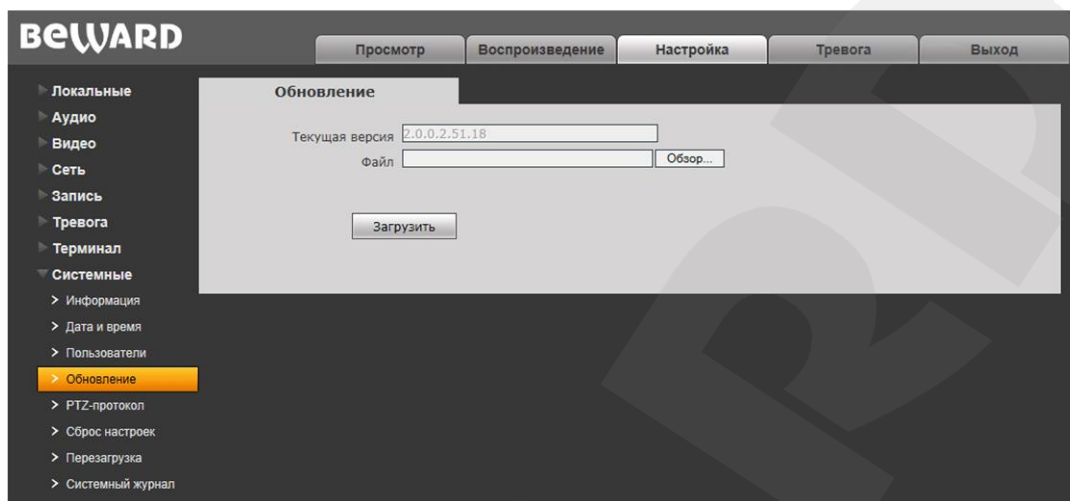 BEWARD
Просмотр
Воспроизведение
Настройка
Тревога
Выход
Локальные
Аудио
Видео
Сеть
Запись
Тревога
Терминал
Системные
Информация
Дата и время
Пользователи
Обновление
PTZ-протокол
Сброс настроек
Перезагрузка
Системный журнал
Обновление
Текущая версия 2.0.0.2.51.18
Файл Обзор...
Загрузить